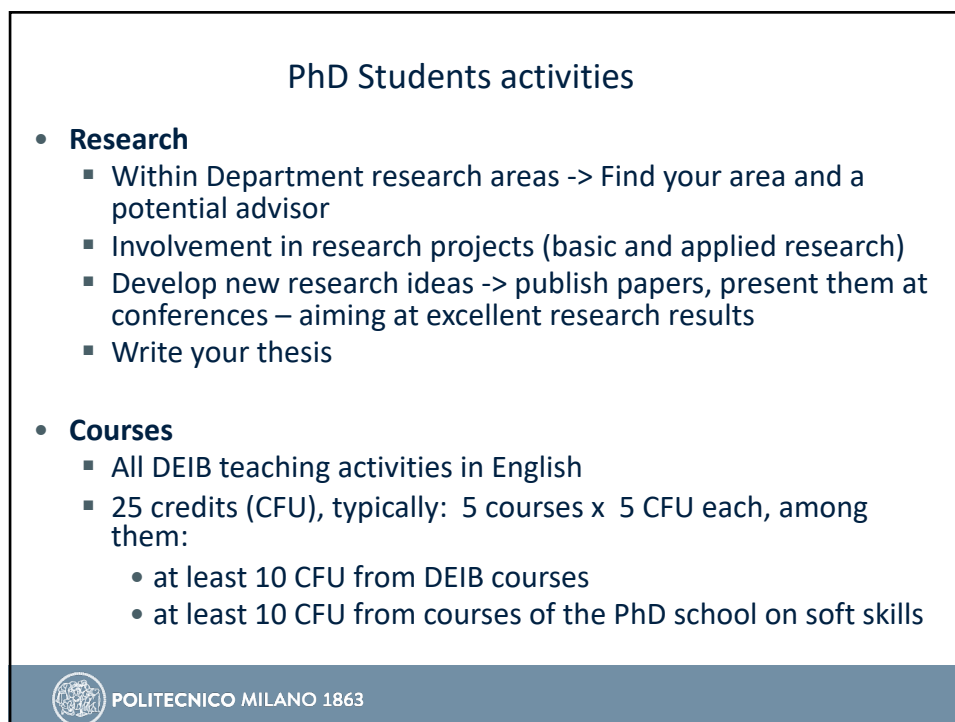 PhD Students activities
• Research
▪ Within Department research areas -> Find your area and a
potential advisor
▪ Involvement in research projects (basic and applied research)
▪ Develop new research ideas -> publish papers, present them at
conferences – aiming at excellent research results
▪ Write your thesis
• Courses
▪ All DEIB teaching activities in English
▪ 25 credits (CFU), typically:  5 courses x  5 CFU each, among
them:
• at least 10 CFU from DEIB courses
• at least 10 CFU from courses of the PhD school on soft skills
POLITECNICO MILANO 1863